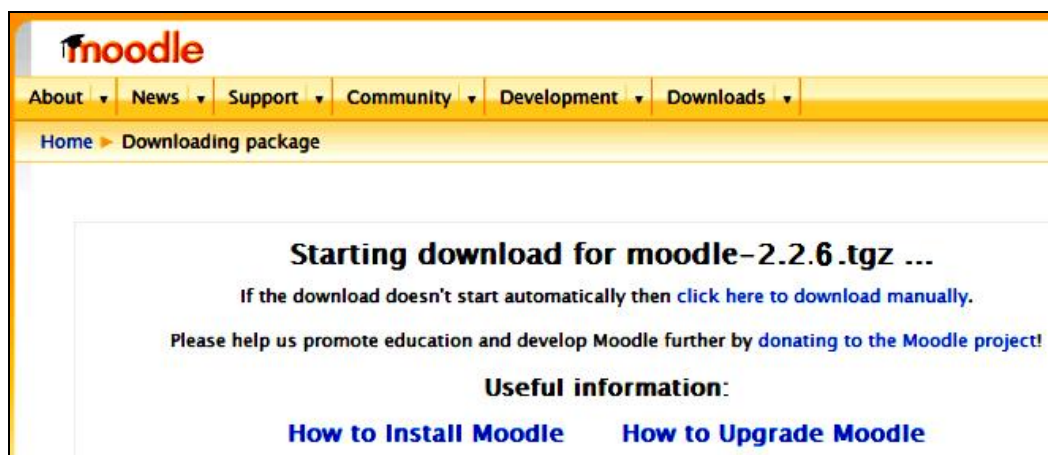 moodle
About News Support Community Development Downloads
Home ► Downloading package
Starting download for moodle-2.2.6.tgz ...
If the download doesn't start automatically then click here to download manually.
Please help us promote education and develop Moodle further by donating to the Moodle project!
Useful information:
How to Install Moodle How to Upgrade Moodle